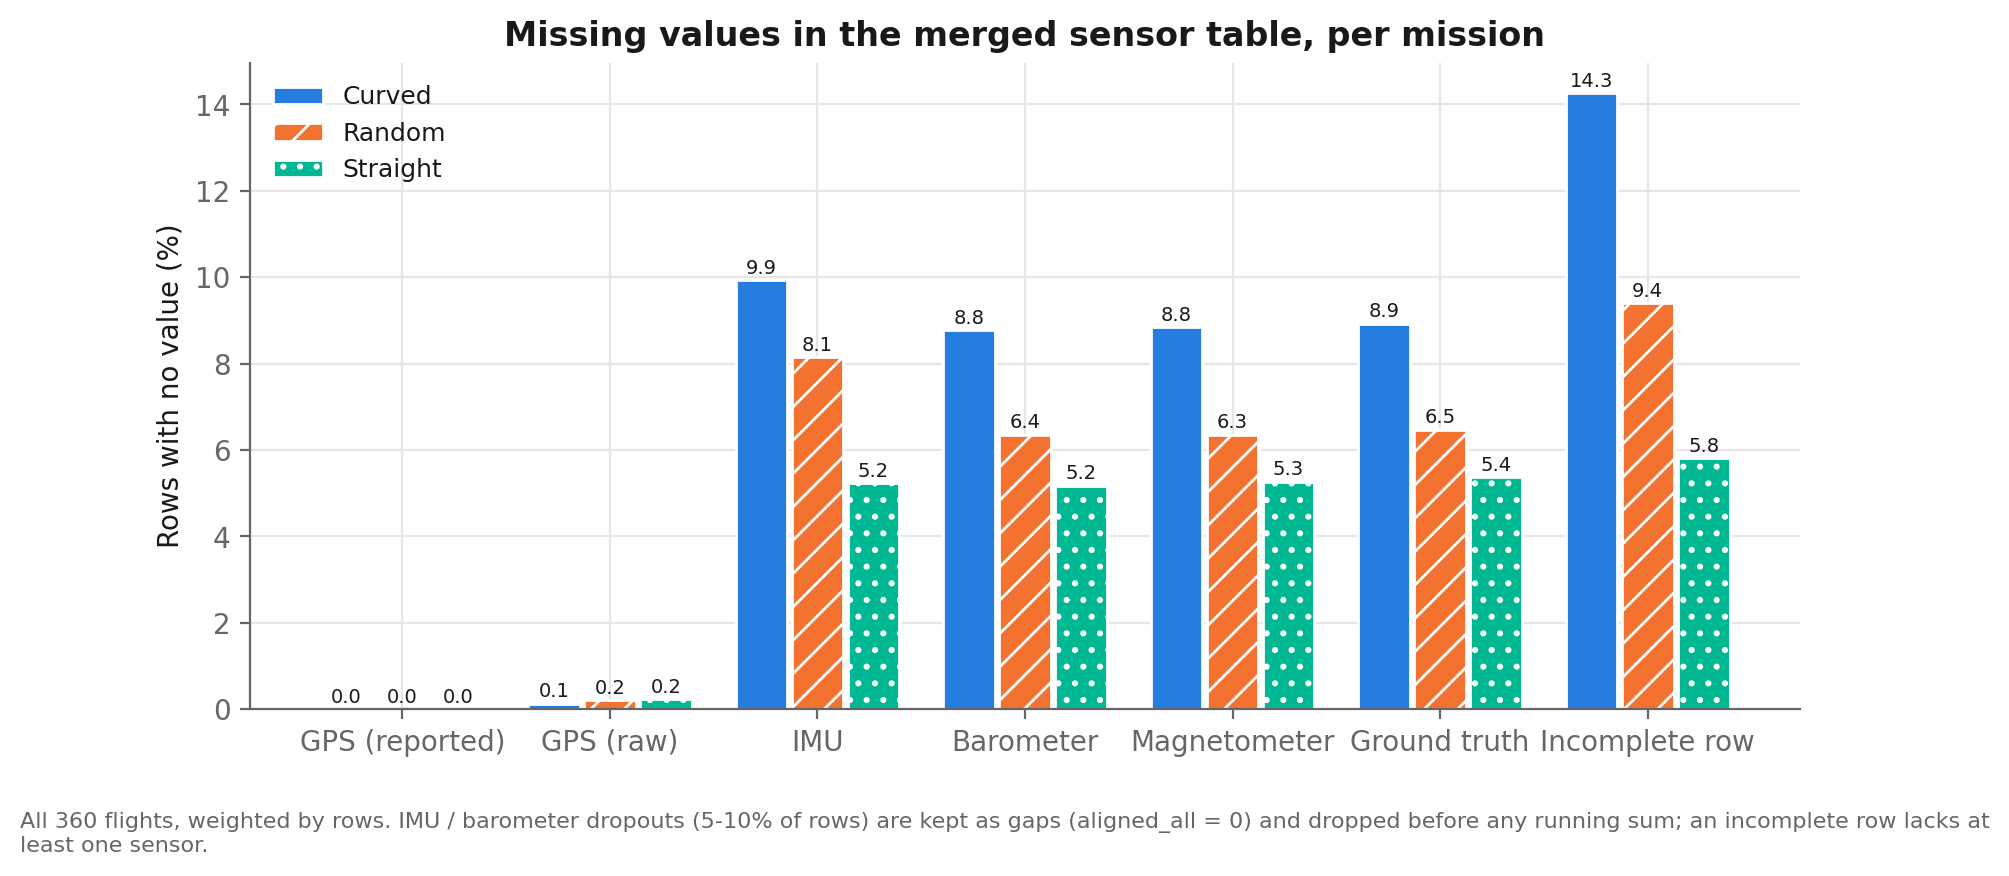 Missing values in the merged sensor table, per mission
Curved
Random
Straight
Rows with no value (%)
14
12
10
8
6
4
2
0
0.0 0.0 0.0
0.1 0.2 0.2
9.9 8.1 5.2
8.8 6.4 5.2
8.8 6.3 5.3
8.9 6.5 5.4
14.3 9.4 5.8
GPS (reported) GPS (raw) IMU Barometer Magnetometer Ground truth Incomplete row
All 360 flights, weighted by rows. IMU / barometer dropouts (5-10% of rows) are kept as gaps (aligned_all = 0) and dropped before any running sum; an incomplete row lacks at
least one sensor.